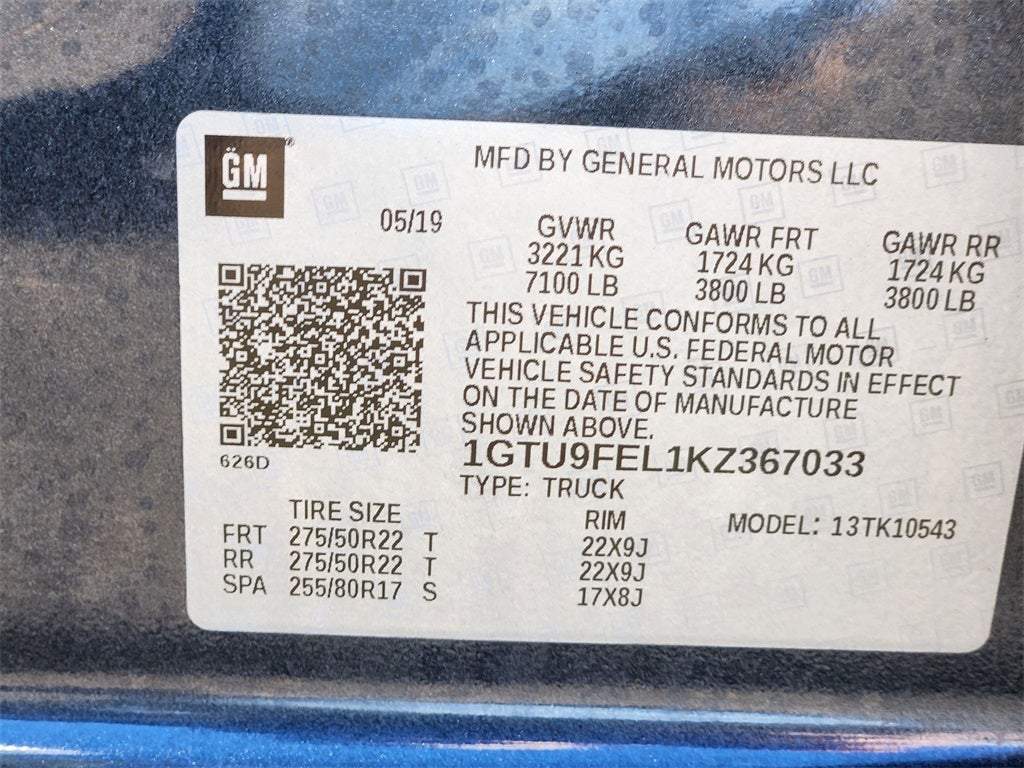 GM
MFD BY GENERAL MOTORS LLC
05/19
GVWR GAWR FRT GAWR RR
3221 KG 1724 KG 1724 KG
7100 LB 3800 LB 3800 LB
THIS VEHICLE CONFORMS TO ALL
APPLICABLE U.S. FEDERAL MOTOR
VEHICLE SAFETY STANDARDS IN EFFECT
ON THE DATE OF MANUFACTURE
SHOWN ABOVE.
626D
1GTU9FEL1KZ367033
TYPE: TRUCK
TIRE SIZE RIM MODEL: 13TK10543
FRT 275/50R22 T 22X9J
RR 275/50R22 T 22X9J
SPA 255/80R17 S 17X8J